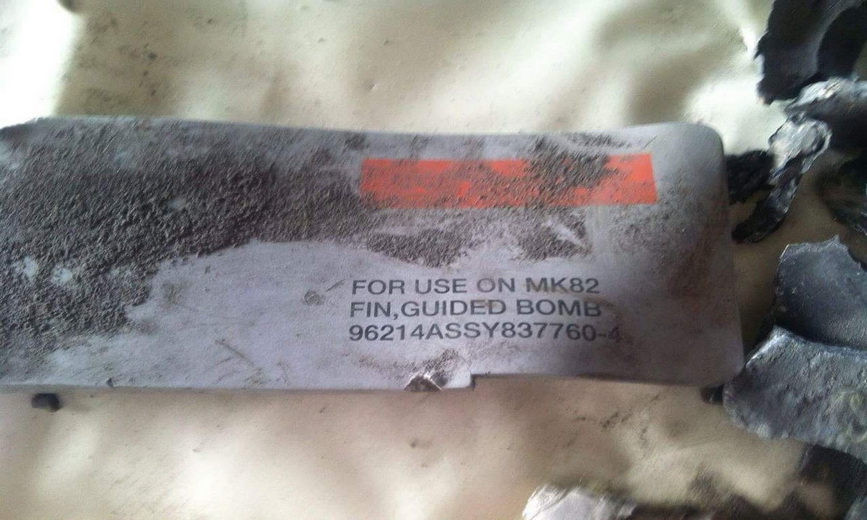 FOR USE ON MK82
FIN,GUIDED BOMB
96214ASSY837760-4